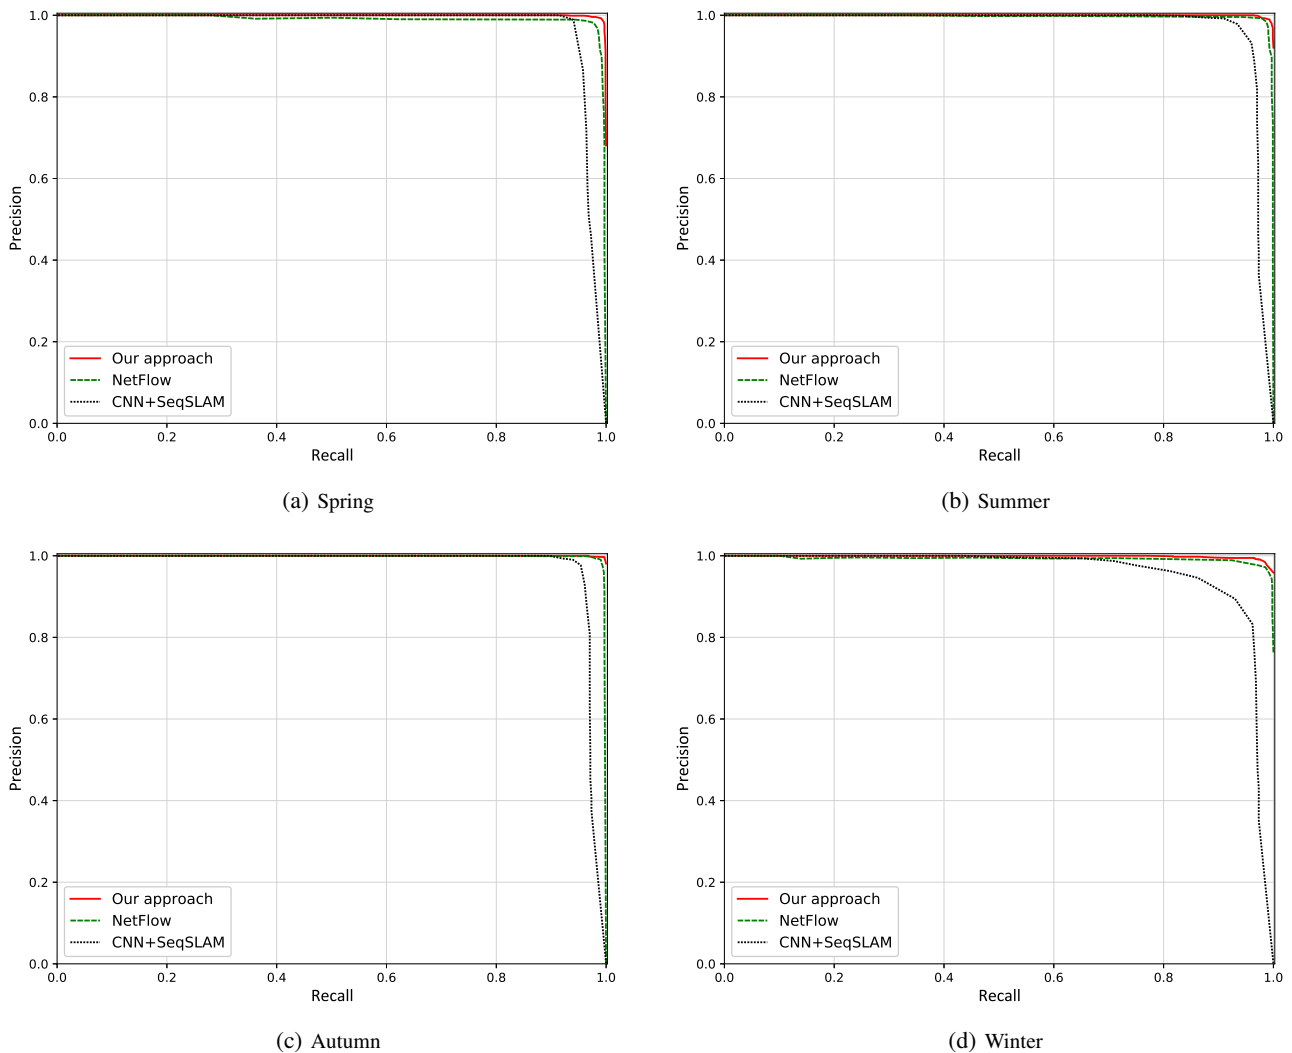 1.0
0.8
0.6
0.4
0.2
0.0
Precision
Our approach
NetFlow
CNN+SeqSLAM
0.0 0.2 0.4 0.6 0.8 1.0
Recall
(a) Spring
1.0
0.8
0.6
0.4
0.2
0.0
Precision
Our approach
NetFlow
CNN+SeqSLAM
0.0 0.2 0.4 0.6 0.8 1.0
Recall
(b) Summer
1.0
0.8
0.6
0.4
0.2
0.0
Precision
Our approach
NetFlow
CNN+SeqSLAM
0.0 0.2 0.4 0.6 0.8 1.0
Recall
(c) Autumn
1.0
0.8
0.6
0.4
0.2
0.0
Precision
Our approach
NetFlow
CNN+SeqSLAM
0.0 0.2 0.4 0.6 0.8 1.0
Recall
(d) Winter